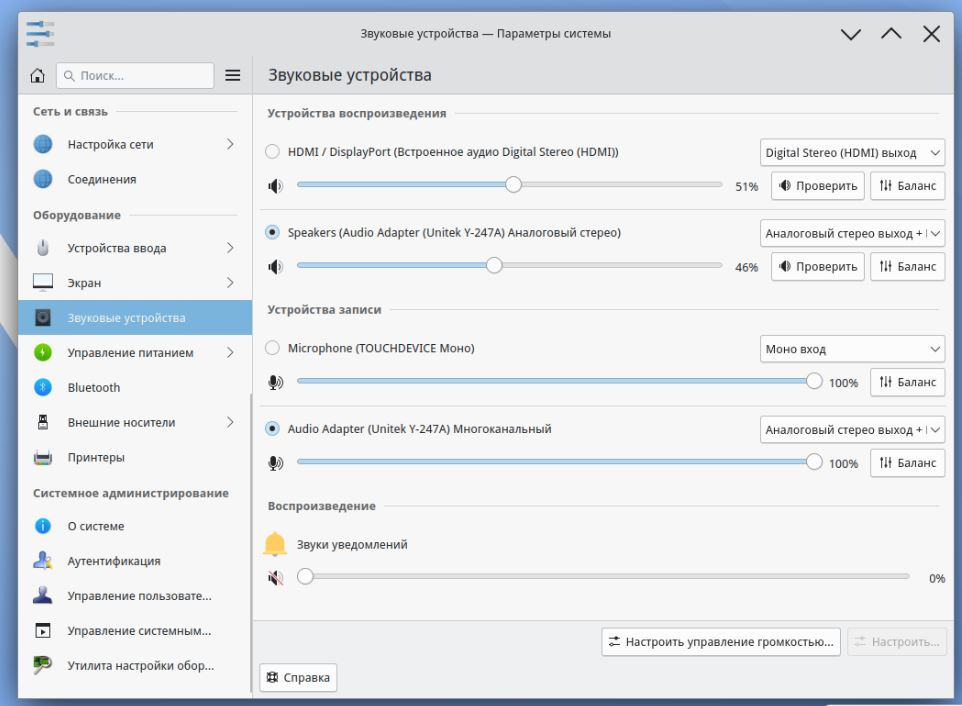 Звуковые устройства — Параметры системы
Поиск...
Звуковые устройства
Сеть и связь
Настройка сети
Соединения
Оборудование
Устройства ввода
Экран
Звуковые устройства
Управление питанием
Bluetooth
Внешние носители
Принтеры
Системное администрирование
О системе
Аутентификация
Управление пользовате...
Управление системным...
Утилита настройки обор...
Устройства воспроизведения
HDMI / DisplayPort (Встроенное аудио Digital Stereo (HDMI))
Digital Stereo (HDMI) выход
51%
Проверить
Баланс
Speakers (Audio Adapter (Unitek Y-247A) Аналоговый стерео)
Аналоговый стерео выход +
46%
Проверить
Баланс
Устройства записи
Microphone (TOUCHDEVICE Моно)
Моно вход
100%
Баланс
Audio Adapter (Unitek Y-247A) Многоканальный
Аналоговый стерео выход +
100%
Баланс
Воспроизведение
Звуки уведомлений
0%
Настроить управление громкостью...
Настроить...
Справка